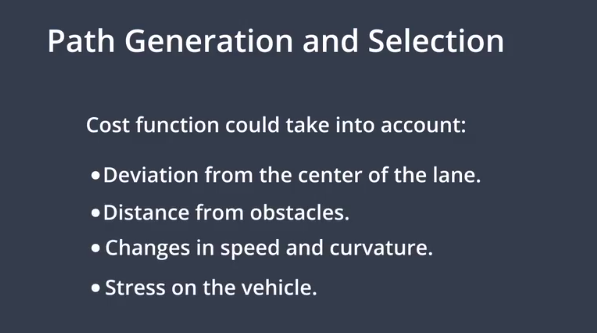 Path Generation and Selection
Cost function could take into account:
•Deviation from the center of the lane.
•Distance from obstacles.
•Changes in speed and curvature.
•Stress on the vehicle.